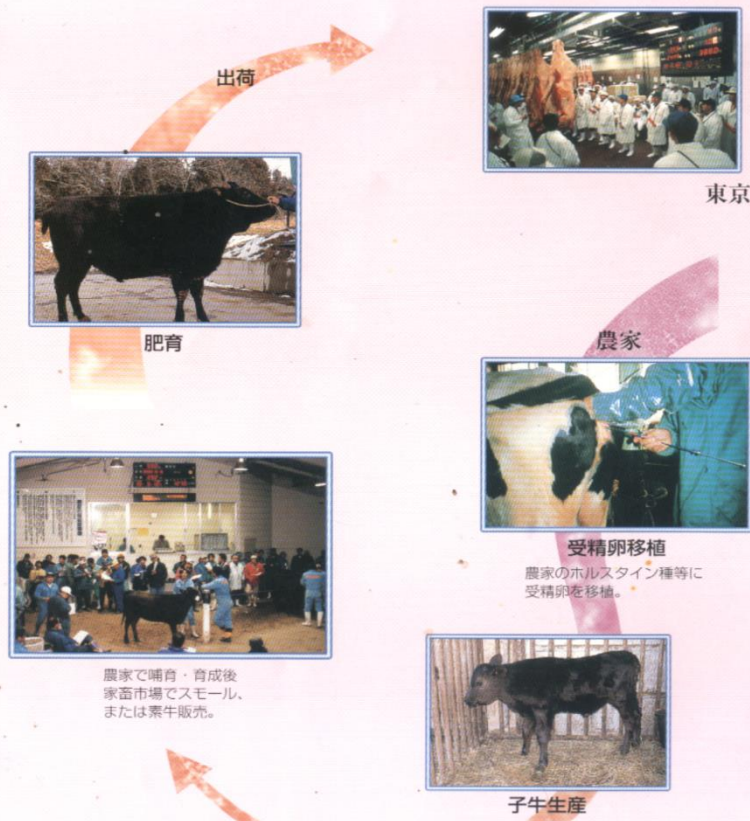 出荷
東京
肥育
農家
受精卵移植
農家のホルスタイン種等に
受精卵を移植。
農家で哺育・育成後
家畜市場でスモール、
または素牛販売。
子牛生産